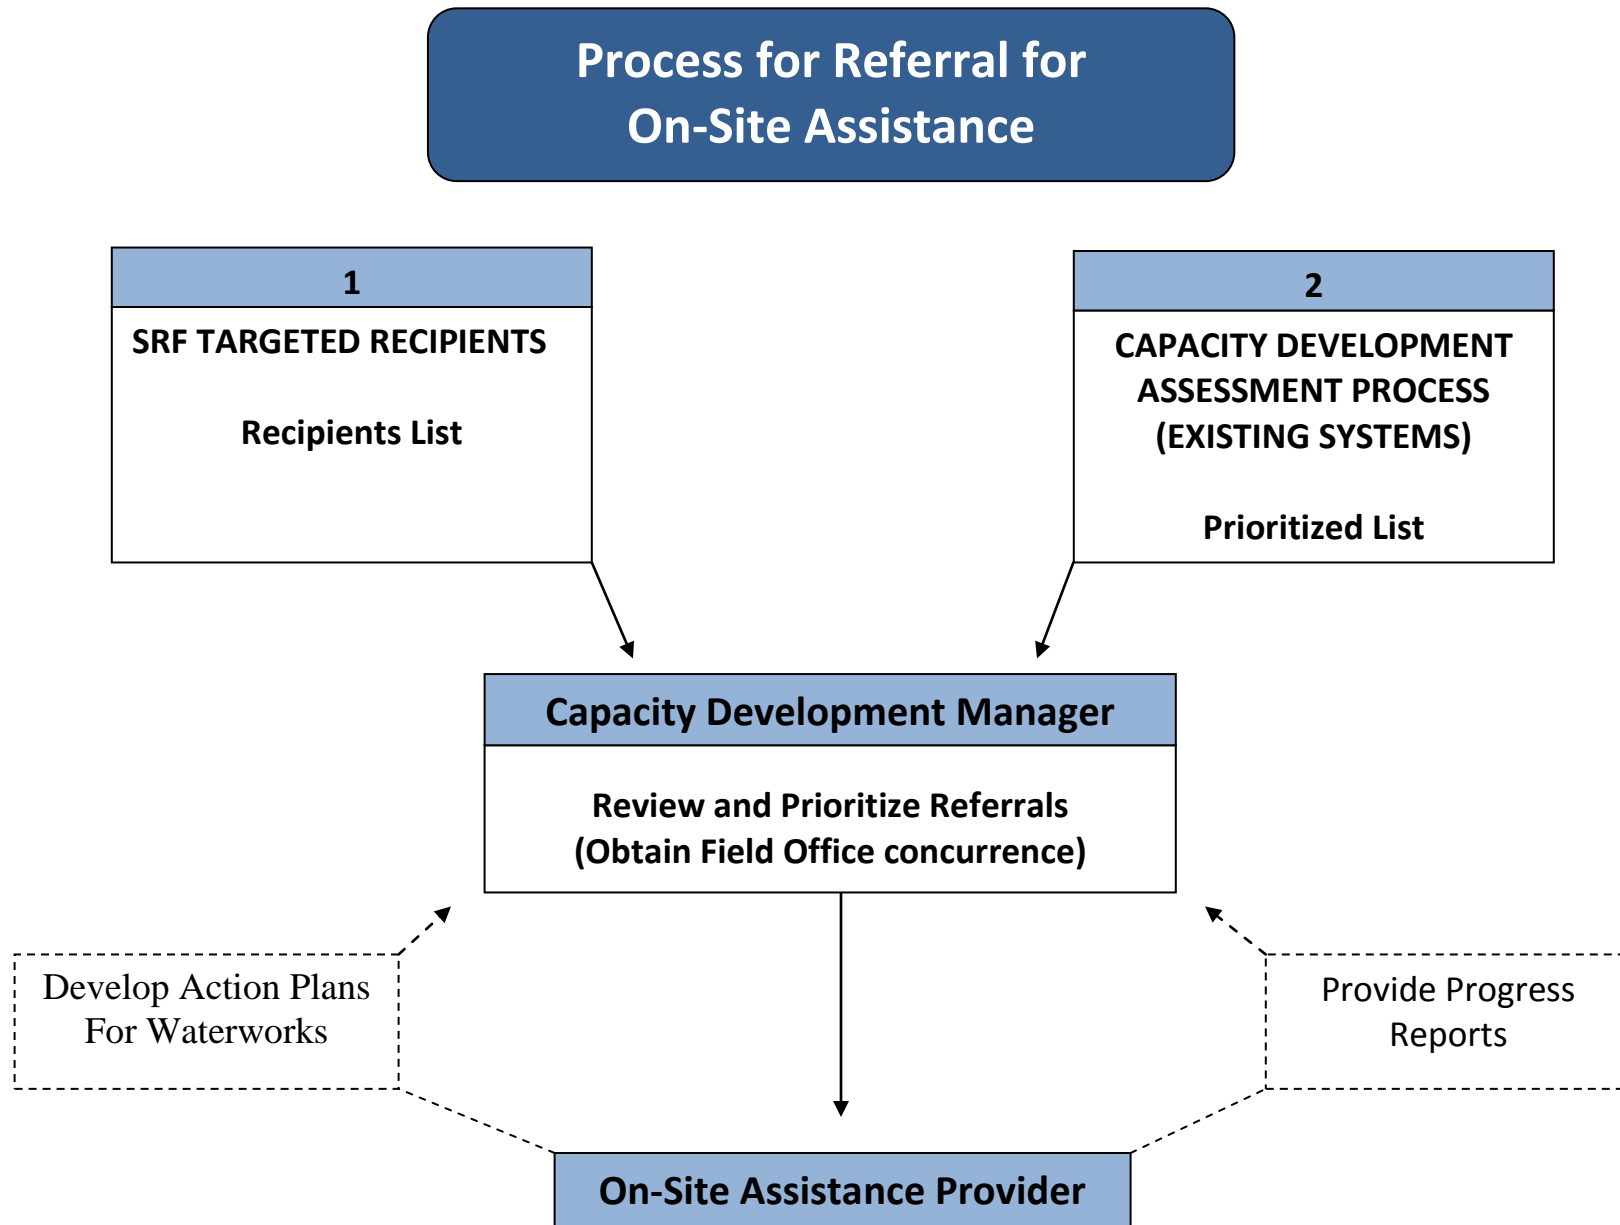 Process for Referral for
On-Site Assistance
1
SRF TARGETED RECIPIENTS
Recipients List
2
CAPACITY DEVELOPMENT
ASSESSMENT PROCESS
(EXISTING SYSTEMS)
Prioritized List
Capacity Development Manager
Review and Prioritize Referrals
(Obtain Field Office concurrence)
Develop Action Plans
For Waterworks
Provide Progress
Reports
On-Site Assistance Provider